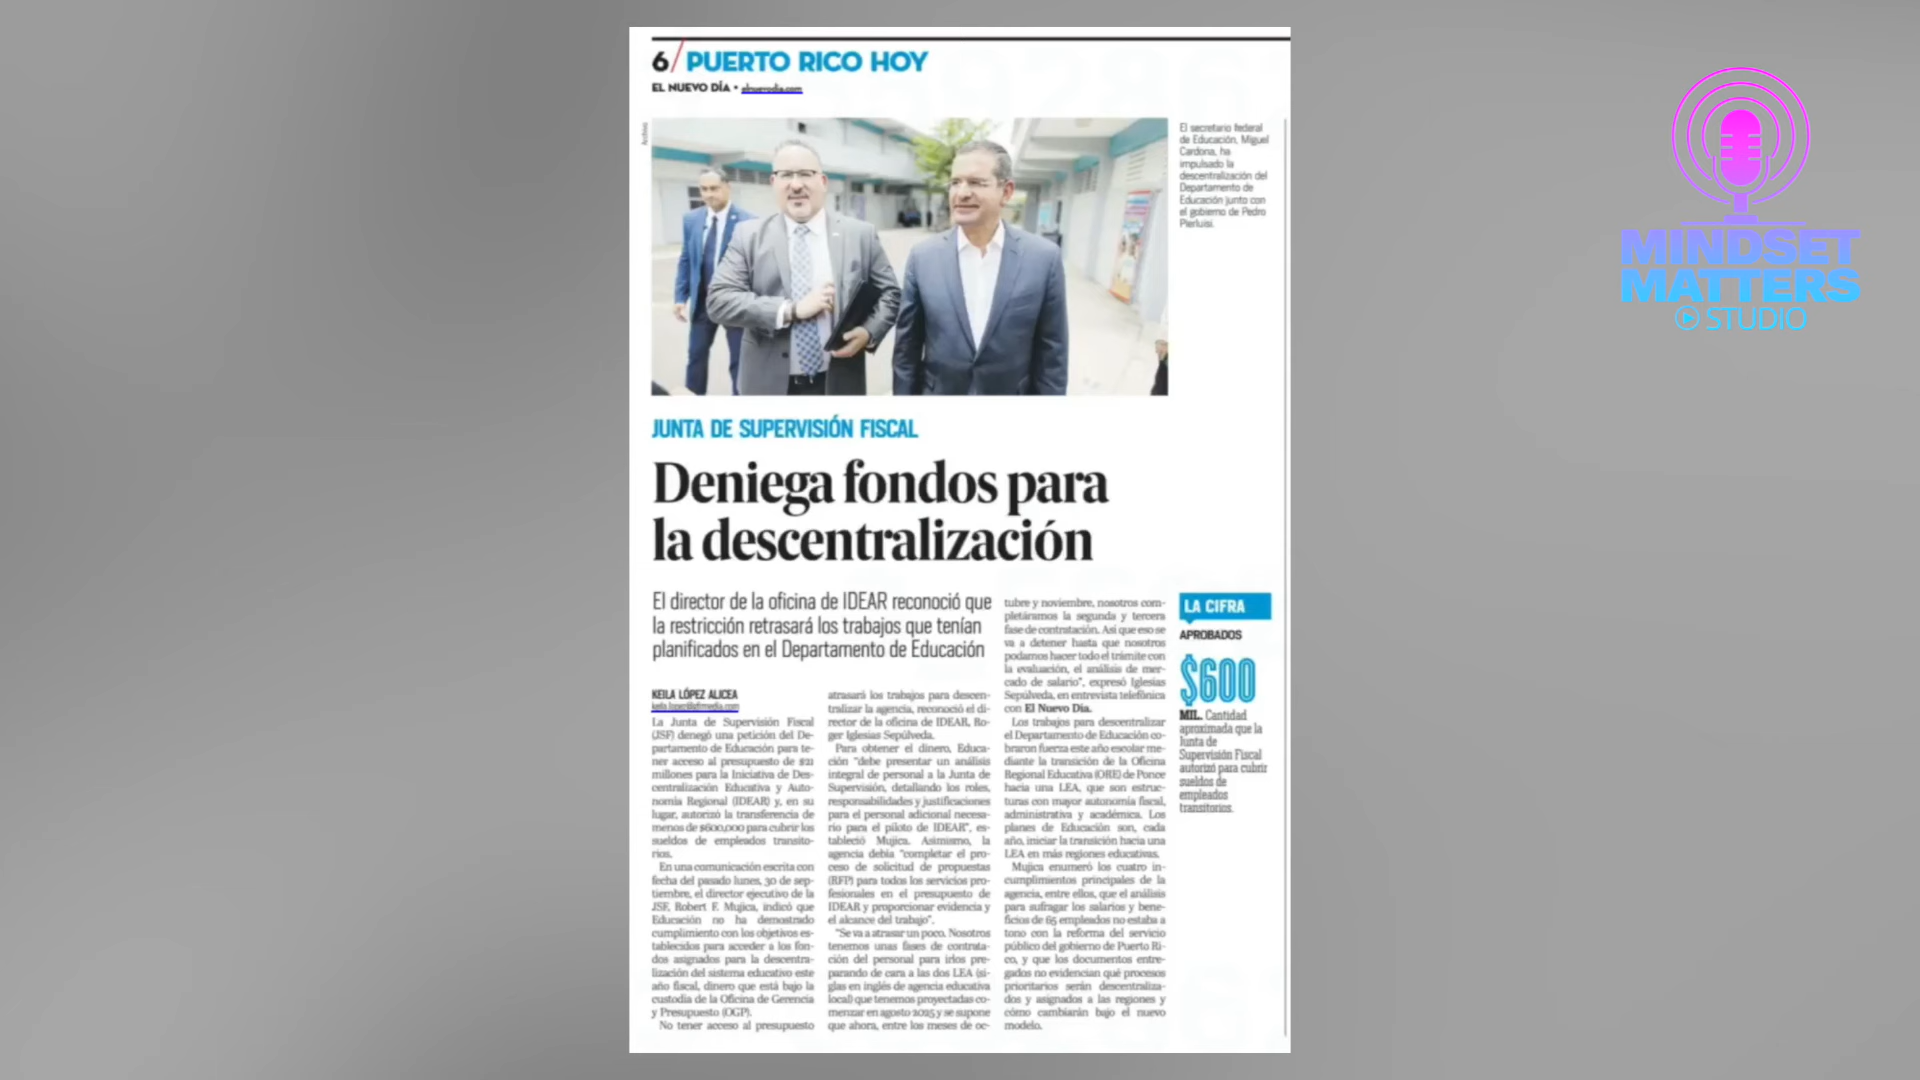 6/ PUERTO RICO HOY
EL NUEVO DÍA • elnuevodia.com
Archivo
El secretario federal
de Educación, Miguel
Cardona, ha
impulsado la
descentralización del
Departamento de
Educación junto con
el gobierno de Pedro
Pierluisi.
JUNTA DE SUPERVISIÓN FISCAL
Deniega fondos para
la descentralización
El director de la oficina de IDEAR reconoció que
la restricción retrasará los trabajos que tenían
planificados en el Departamento de Educación
KEILA LÓPEZ ALICEA
keila.lopez@gfrmedia.com
La Junta de Supervisión Fiscal
(JSF) denegó una petición del De-
partamento de Educación para te-
ner acceso al presupuesto de $21
millones para la Iniciativa de Des-
centralización Educativa y Auto-
nomía Regional (IDEAR) y, en su
lugar, autorizó la transferencia de
menos de $600,000 para cubrir los
sueldos de empleados transito-
rios.
En una comunicación escrita con
fecha del pasado lunes, 30 de sep-
tiembre, el director ejecutivo de la
JSF, Robert F. Mujica, indicó que
Educación no ha demostrado
cumplimiento con los objetivos es-
tablecidos para acceder a los fon-
dos asignados para la descentra-
lización del sistema educativo este
año fiscal, dinero que está bajo la
custodia de la Oficina de Gerencia
y Presupuesto (OGP).
No tener acceso al presupuesto
atrasará los trabajos para descen-
tralizar la agencia, reconoció el di-
rector de la oficina de IDEAR, Ro-
ger Iglesias Sepúlveda.
Para obtener el dinero, Educa-
ción "debe presentar un análisis
integral de personal a la Junta de
Supervisión, detallando los roles,
responsabilidades y justificaciones
para el personal adicional necesa-
rio para el piloto de IDEAR", es-
tableció Mujica. Asimismo, la
agencia debía "completar el pro-
ceso de solicitud de propuestas
(RFP) para todos los servicios pro-
fesionales en el presupuesto de
IDEAR y proporcionar evidencia y
el alcance del trabajo".
"Se va a atrasar un poco. Nosotros
tenemos unas fases de contrata-
ción del personal para irlos pre-
parando de cara a las dos LEA (si-
glas en inglés de agencia educativa
local) que tenemos proyectadas co-
menzar en agosto 2025 y se supone
que ahora, entre los meses de oc-
tubre y noviembre, nosotros com-
pletáramos la segunda y tercera
fase de contratación. Así que eso se
va a detener hasta que nosotros
podamos hacer todo el trámite con
la evaluación, el análisis de mer-
cado de salario", expresó Iglesias
Sepúlveda, en entrevista telefónica
con El Nuevo Día.
Los trabajos para descentralizar
el Departamento de Educación co-
braron fuerza este año escolar me-
diante la transición de la Oficina
Regional Educativa (ORE) de Ponce
hacia una LEA, que son estruc-
turas con mayor autonomía fiscal,
administrativa y académica. Los
planes de Educación son, cada
año, iniciar la transición hacia una
LEA en más regiones educativas.
Mujica enumeró los cuatro in-
cumplimientos principales de la
agencia, entre ellos, que el análisis
para sufragar los salarios y bene-
ficios de 65 empleados no estaba a
tono con la reforma del servicio
público del gobierno de Puerto Ri-
co, y que los documentos entre-
gados no evidencian qué procesos
prioritarios serán descentraliza-
dos y asignados a las regiones y
cómo cambiarán bajo el nuevo
modelo.
LA CIFRA
APROBADOS
$600
MIL. Cantidad
aproximada que la
Junta de
Supervisión Fiscal
autorizó para cubrir
sueldos de
empleados
transitorios.
MINDSET
MATTERS
STUDIO